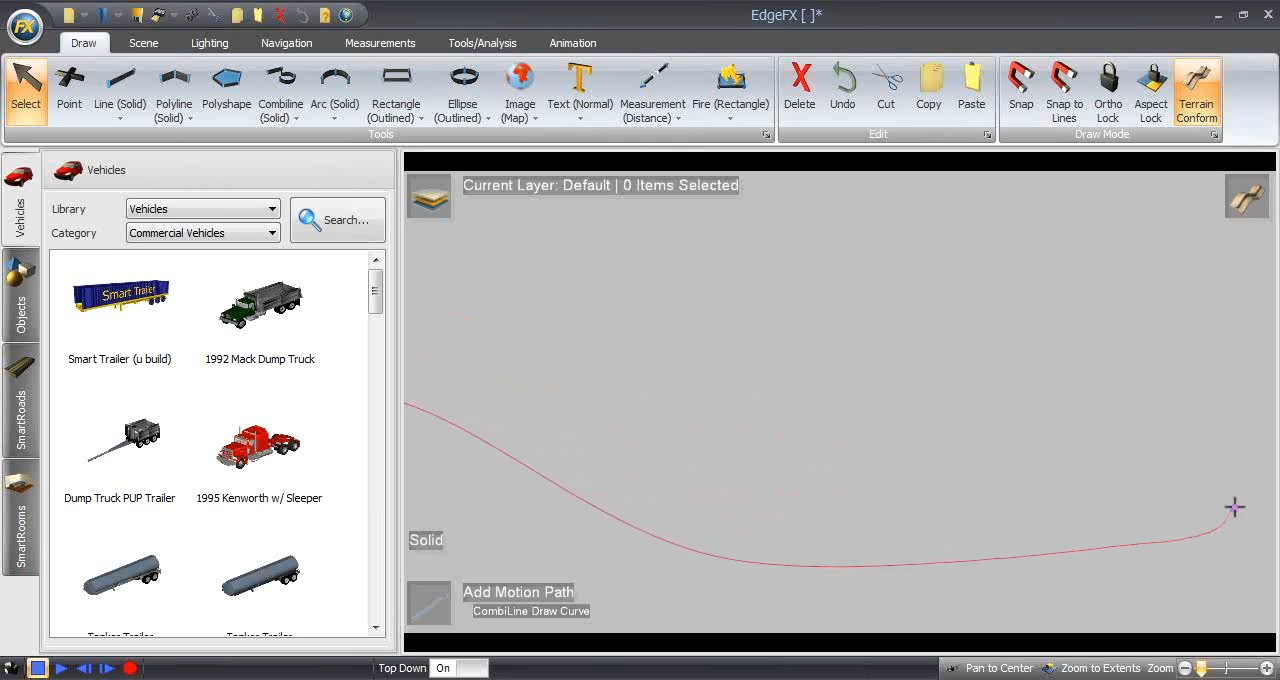 FX
EdgeFX [ ]*
Draw Scene Lighting Navigation Measurements Tools/Analysis Animation
Select Point Line (Solid) Polyline (Solid) Polyshape Combiline (Solid) Arc (Solid) Rectangle (Outlined) Ellipse (Outlined) Image (Map) Text (Normal) Measurement (Distance) Fire (Rectangle)
Tools
Delete Undo Cut Copy Paste
Edit
Snap Snap to Lines Ortho Lock Aspect Lock Terrain Conform
Draw Mode
Vehicles
Objects
SmartRoads
SmartRooms
Vehicles
Library Vehicles
Category Commercial Vehicles
Search...
Smart Trailer
Smart Trailer (u build) 1992 Mack Dump Truck
Dump Truck PUP Trailer 1995 Kenworth w/ Sleeper
Tanker Trailer Tanker Trailer
Current Layer: Default | 0 Items Selected
Solid
Add Motion Path
CombiLine Draw Curve
Top Down On
Pan to Center Zoom to Extents Zoom